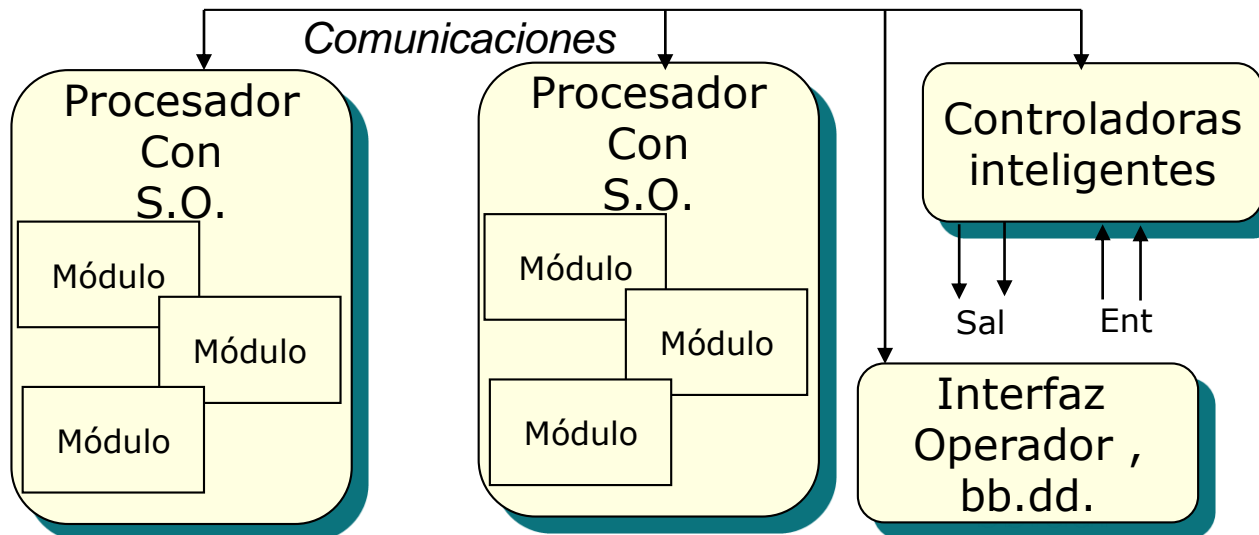 Comunicaciones
Procesador
Con
S.O.
Módulo
Módulo
Módulo
Procesador
Con
S.O.
Módulo
Módulo
Módulo
Controladoras
inteligentes
Sal
Ent
Interfaz
Operador ,
bb.dd.